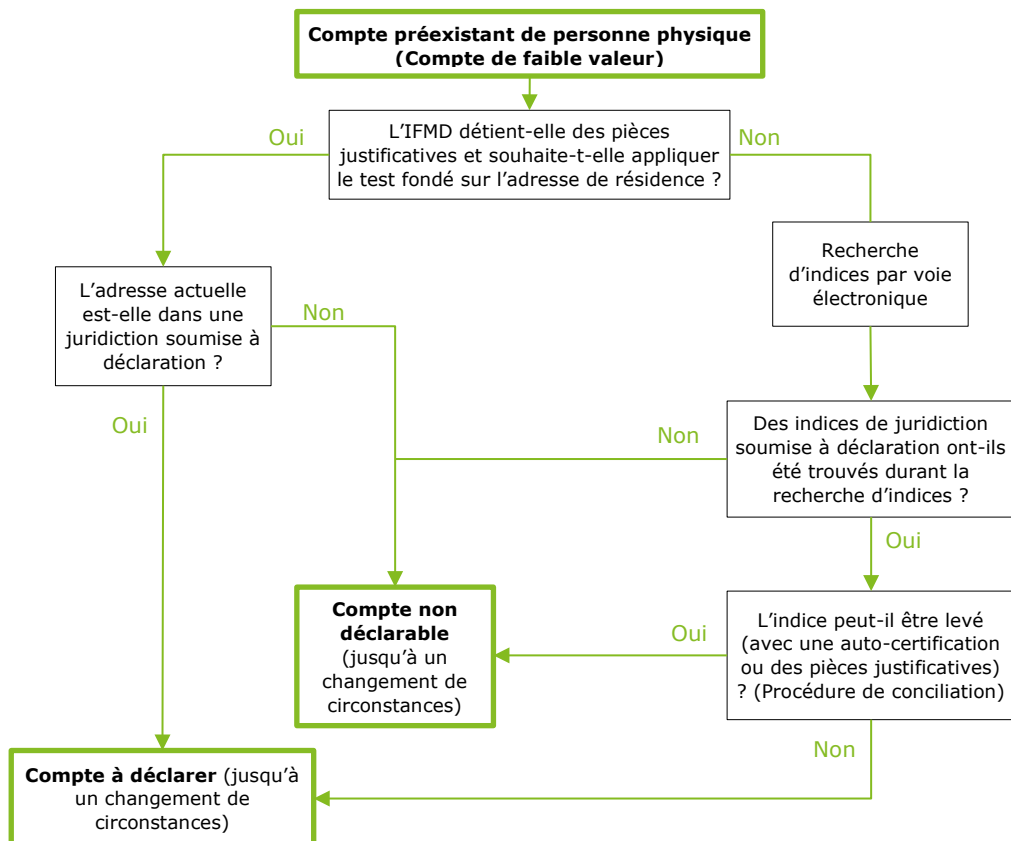 Compte préexistant de personne physique
(Compte de faible valeur)
Oui
L'IFMD détient-elle des pièces
justificatives et souhaite-t-elle appliquer
le test fondé sur l'adresse de résidence ?
Non
L'adresse actuelle
est-elle dans une
juridiction soumise à
déclaration ?
Non
Recherche
d'indices par voie
électronique
Oui
Non
Des indices de juridiction
soumise à déclaration ont-ils
été trouvés durant la
recherche d'indices ?
Oui
Compte non
déclarable
(jusqu'à un
changement de
circonstances)
Oui
L'indice peut-il être levé
(avec une auto-certification
ou des pièces justificatives)
? (Procédure de conciliation)
Non
Compte à déclarer (jusqu'à
un changement de
circonstances)